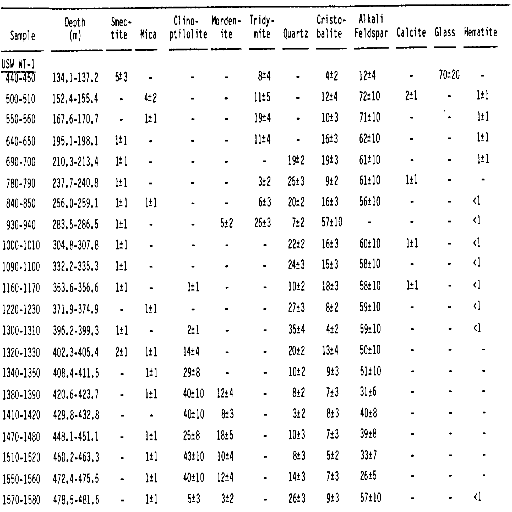 Sample Depth (m) Smec-tite Mica Clino-ptilolite Morden-ite Tridy-mite Quartz Cristo-balite Alkali Feldspar Calcite Glass Hematite
USW WT-1
440-450 134.1-137.2 5±3 - - - 8±4 - 4±2 12±4 - 70±20 -
500-510 152.4-155.4 - 4±2 - - 11±5 - 12±4 72±10 2±1 - 1±1
550-560 167.6-170.7 - 1±1 - - 19±4 - 10±3 71±10 - - 1±1
640-650 195.1-198.1 1±1 - - - 11±4 - 16±3 62±10 - - 1±1
690-700 210.3-213.4 1±1 - - - - 19±2 19±3 61±10 - - 1±1
780-790 237.7-240.8 1±1 - - - 3±2 26±3 9±2 61±10 1±1 - -
840-850 256.0-259.1 1±1 1±1 - - 6±3 20±2 16±3 56±10 - - <1
930-940 283.5-286.5 1±1 - - 5±2 26±3 7±2 57±10 - - - <1
1000-1010 304.8-307.8 1±1 - - - - 22±2 16±3 60±10 1±1 - <1
1090-1100 332.2-335.3 1±1 - - - - 24±3 15±3 58±10 - - <1
1160-1170 353.6-356.6 1±1 - 1±1 - - 10±2 18±3 58±10 1±1 - <1
1220-1230 371.9-374.9 - 1±1 - - - 27±3 8±2 59±10 - - <1
1300-1310 396.2-399.3 1±1 - 2±1 - - 35±4 4±2 59±10 - - <1
1320-1330 402.3-405.4 2±1 1±1 14±4 - - 20±2 13±4 50±10 - - -
1340-1350 408.4-411.5 - 1±1 29±8 - - 10±2 9±3 51±10 - - -
1380-1390 420.6-423.7 - 1±1 40±10 12±4 - 8±2 7±3 31±6 - - -
1410-1420 429.8-432.8 - - 40±10 8±3 - 3±2 8±3 40±8 - - -
1470-1480 448.1-451.1 - 1±1 25±8 18±5 - 10±3 7±3 39±8 - - -
1510-1520 460.2-463.3 - 1±1 43±10 10±4 - 8±3 5±2 33±7 - - -
1550-1560 472.4-475.5 - 1±1 40±10 12±4 - 14±3 7±3 26±5 - - -
1570-1580 478.5-481.5 - 1±1 5±3 3±2 - 26±3 9±3 57±10 - - <1